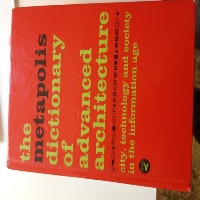 the
metapolis
dictionary
of
advanced
architecture
city, technology and society
in the information age